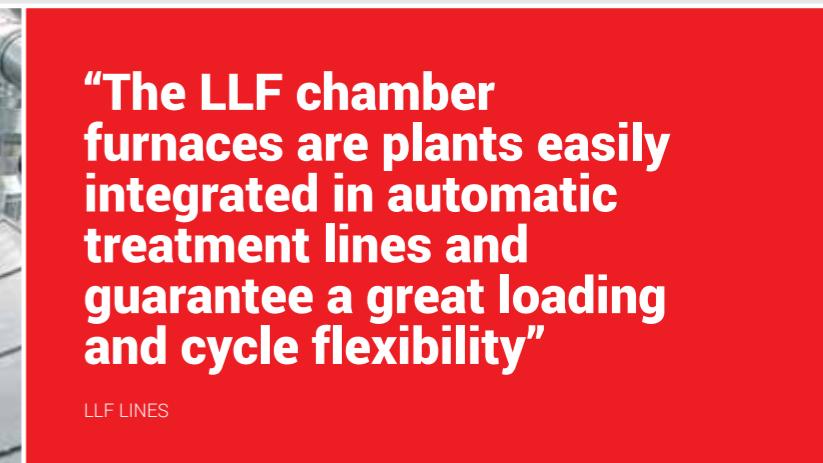 “The LLF chamber
furnaces are plants easily
integrated in automatic
treatment lines and
guarantee a great loading
and cycle flexibility”
LLF LINES